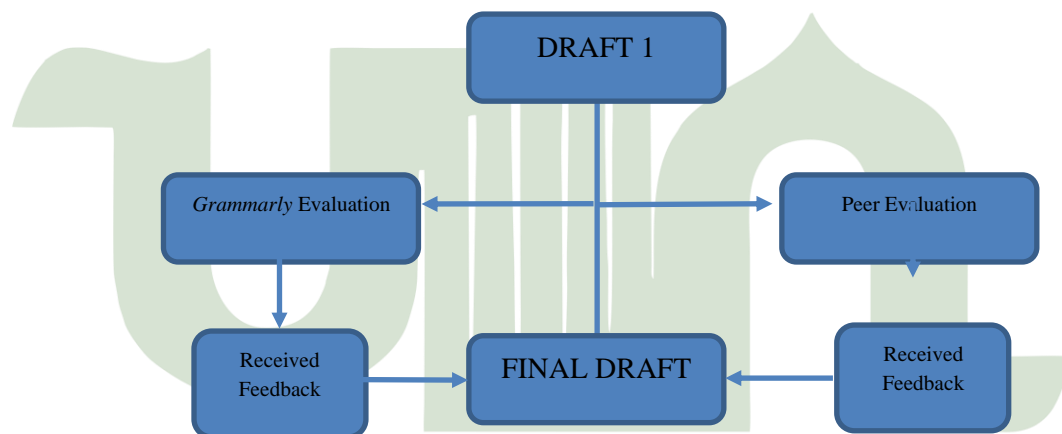 DRAFT 1
Grammarly Evaluation
Peer Evaluation
Received
Feedback
FINAL DRAFT
Received
Feedback